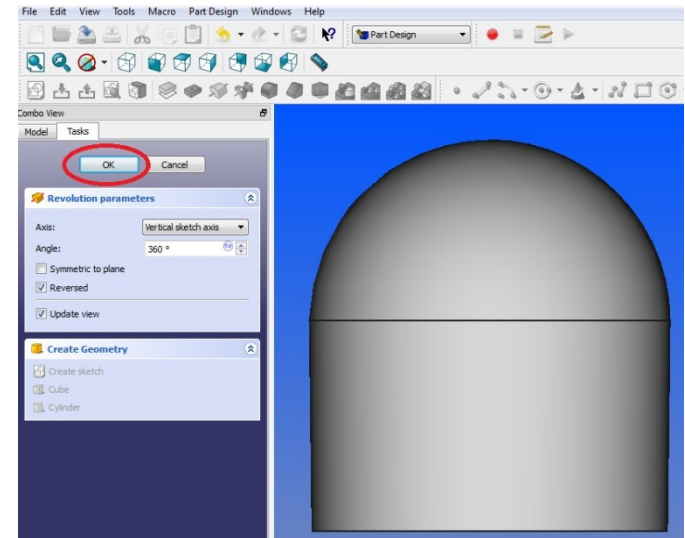 File Edit View Tools Macro Part Design Windows Help
Part Design
Combo View
Model Tasks
OK Cancel
Revolution parameters
Axis: Vertical sketch axis
Angle: 360 °
Symmetric to plane
Reversed
Update view
Create Geometry
Create sketch
Cube
Cylinder